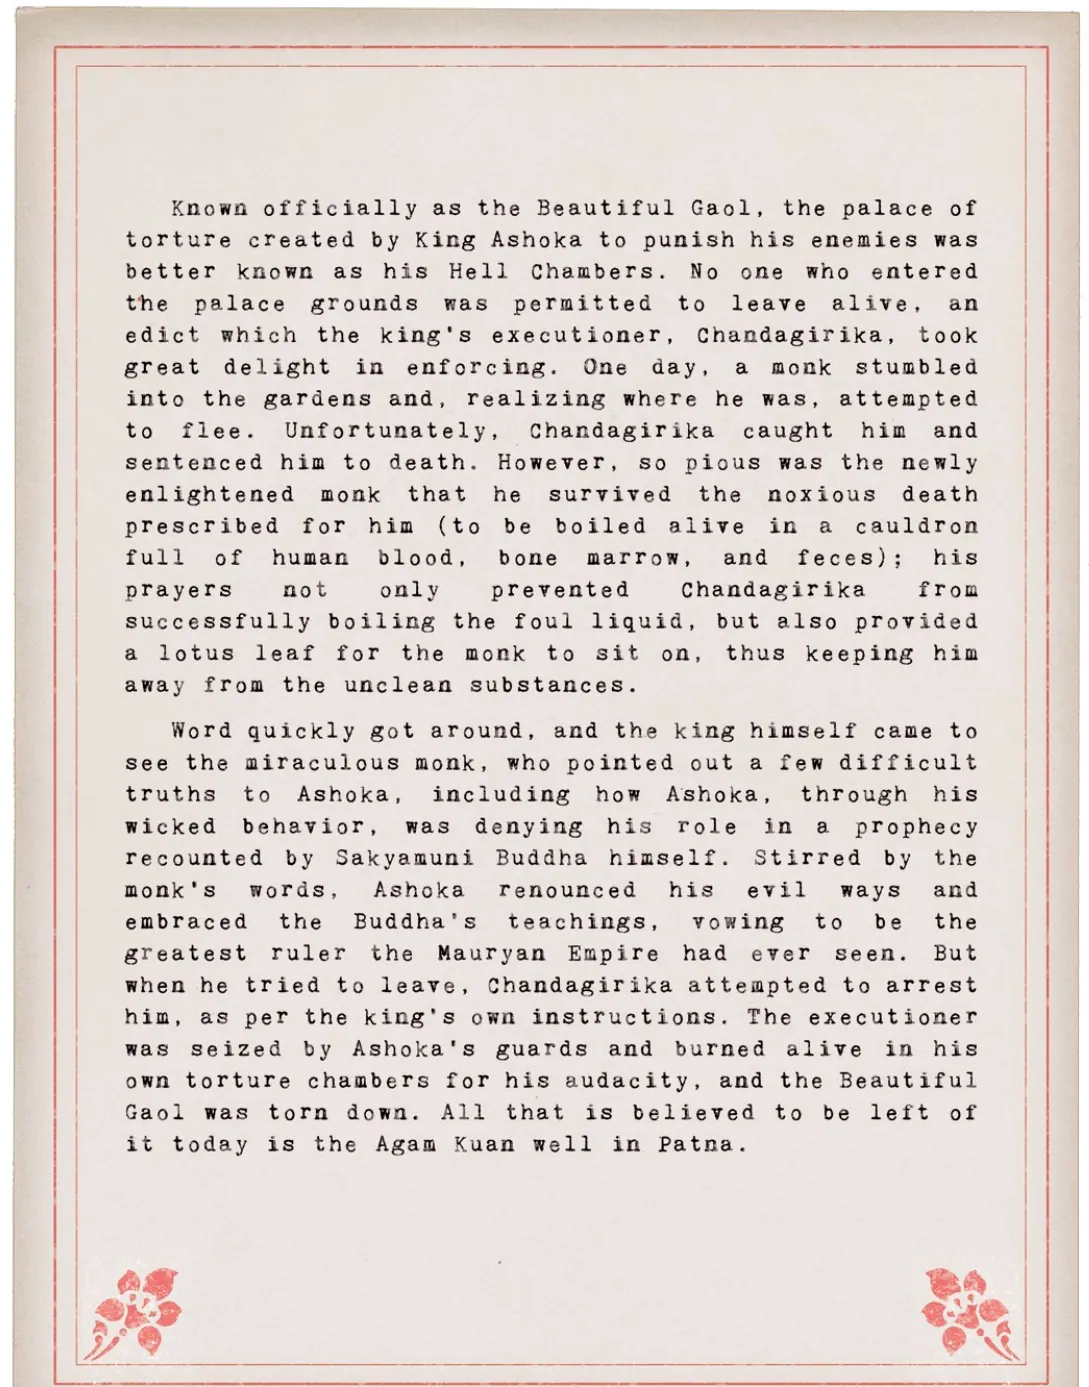 Known officially as the Beautiful Gaol, the palace of
torture created by King Ashoka to punish his enemies was
better known as his Hell Chambers. No one who entered
the palace grounds was permitted to leave alive, an
edict which the king's executioner, Chandagirika, took
great delight in enforcing. One day, a monk stumbled
into the gardens and, realizing where he was, attempted
to flee. Unfortunately, Chandagirika caught him and
sentenced him to death. However, so pious was the newly
enlightened monk that he survived the noxious death
prescribed for him (to be boiled alive in a cauldron
full of human blood, bone marrow, and feces); his
prayers not only prevented Chandagirika from
successfully boiling the foul liquid, but also provided
a lotus leaf for the monk to sit on, thus keeping him
away from the unclean substances.
Word quickly got around, and the king himself came to
see the miraculous monk, who pointed out a few difficult
truths to Ashoka, including how Ashoka, through his
wicked behavior, was denying his role in a prophecy
recounted by Sakyamuni Buddha himself. Stirred by the
monk's words, Ashoka renounced his evil ways and
embraced the Buddha's teachings, vowing to be the
greatest ruler the Mauryan Empire had ever seen. But
when he tried to leave, Chandagirika attempted to arrest
him, as per the king's own instructions. The executioner
was seized by Ashoka's guards and burned alive in his
own torture chambers for his audacity, and the Beautiful
Gaol was torn down. All that is believed to be left of
it today is the Agam Kuan well in Patna.